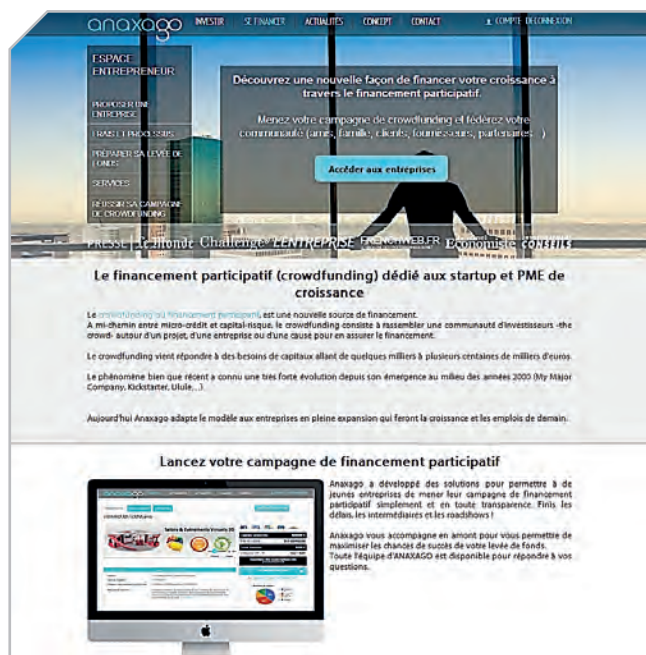 anaxago INVESTIR SE FINANCER ACTUALITÉS CONCEPT CONTACT COMPTE DECONNEXION
ESPACE
ENTREPRENEUR
PROPOSER UNE
ENTREPRISE
FRAIS ET PROCESSUS
PRÉPARER SA LEVÉE DE
FONDS
SERVICES
RÉUSSIR SA CAMPAGNE
DE CROWDFUNDING
Découvrez une nouvelle façon de financer votre croissance à
travers le financement participatif.
Menez votre campagne de crowdfunding et fédérez votre
communauté (amis, famille, clients, fournisseurs, partenaires...)
Accéder aux entreprises
PRESSE Le Monde Challenge L'ENTREPRISE FRENCHWEB.FR Economiste CONSEILS
Le financement participatif (crowdfunding) dédié aux startup et PME de
croissance
Le crowdfunding ou financement participatif, est une nouvelle source de financement.
A mi-chemin entre micro-crédit et capital-risque, le crowdfunding consiste à rassembler une communauté d'investisseurs -the
crowd- autour d'un projet, d'une entreprise ou d'une cause pour en assurer le financement.
Le crowdfunding vient répondre à des besoins de capitaux allant de quelques milliers à plusieurs centaines de milliers d'euros.
Le phénomène bien que récent a connu une très forte évolution depuis son émergence au milieu des années 2000 (My Major
Company, Kickstarter, Ulule,...).
Aujourd'hui Anaxago adapte le modèle aux entreprises en pleine expansion qui feront la croissance et les emplois de demain.
Lancez votre campagne de financement participatif
anaxago
Salons & Evénements Virtuels 3D
Anaxago a développé des solutions pour permettre à de
jeunes entreprises de mener leur campagne de financement
participatif simplement et en toute transparence. Finis les
délais, les intermédiaires et les roadshows !
Anaxago vous accompagne en amont pour vous permettre de
maximiser les chances de succès de votre levée de fonds.
Toute l'équipe d'ANAXAGO est disponible pour répondre à vos
questions.